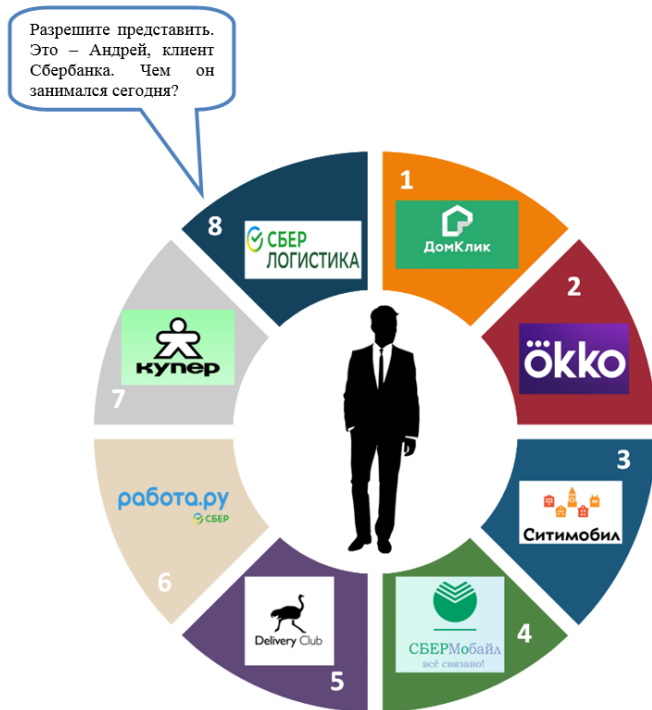 Разрешите представить.
Это – Андрей, клиент
Сбербанка. Чем он
занимался сегодня?
1
ДомКлик
2
okko
3
Ситимобил
4
СБЕРМобайл
всё связано!
5
Delivery Club
6
работа.ру
СБЕР
7
купер
8
СБЕР
ЛОГИСТИКА